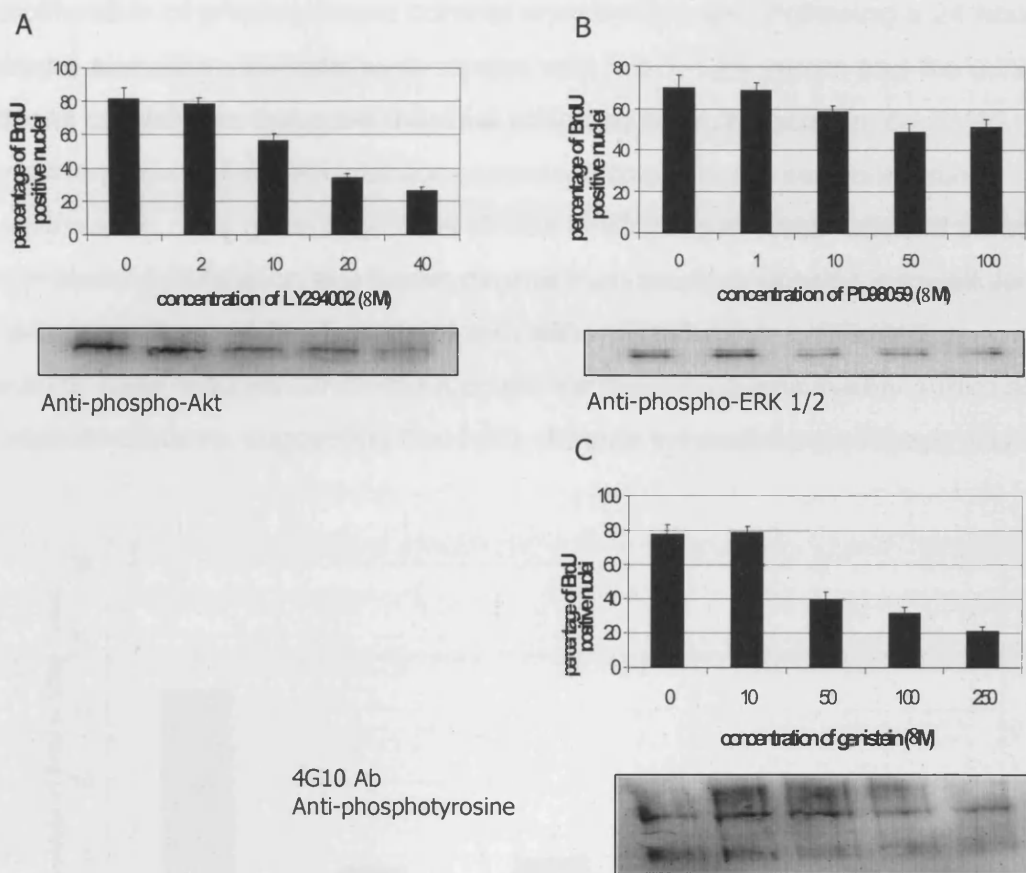 A
percentage of BrdU
positive nuclei
100
80
60
40
20
0
0 2 10 20 40
concentration of LY294002 (8M)
Anti-phospho-Akt
B
percentage of BrdU
positive nuclei
80
60
40
20
0
0 1 10 50 100
concentration of PD98059 (8M)
Anti-phospho-ERK 1/2
C
percentage of BrdU
positive nuclei
100
80
60
40
20
0
0 10 50 100 250
concentration of genistein (8M)
4G10 Ab
Anti-phosphotyrosine